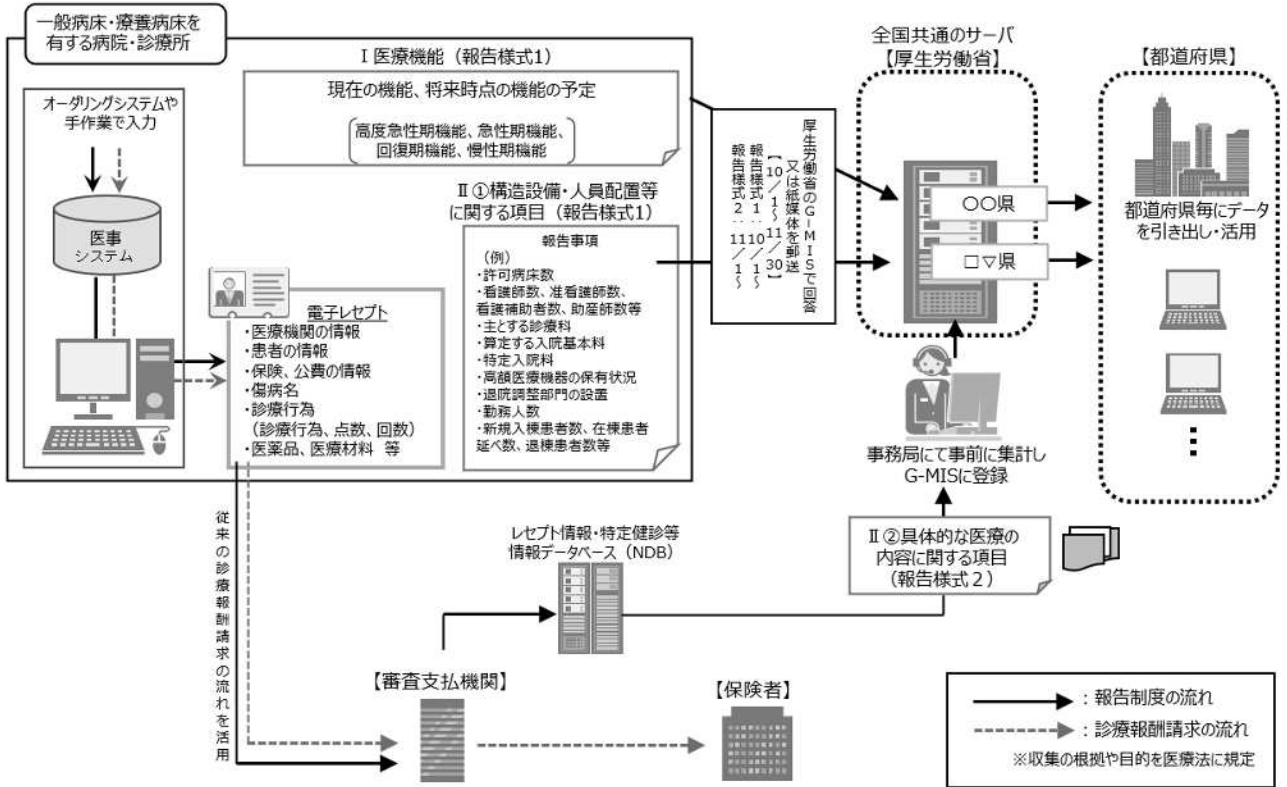 一般病床・療養病床を
有する病院・診療所
オーダリングシステムや
手作業で入力
医事
システム
Ⅰ医療機能（報告様式1）
現在の機能、将来時点の機能の予定
高度急性期機能、急性期機能、
回復期機能、慢性期機能
Ⅱ①構造設備・人員配置等
に関する項目（報告様式1）
報告事項
（例）
・許可病床数
・看護師数、准看護師数、
看護補助者数、助産師数等
・主とする診療科
・算定する入院基本料
・特定入院料
・高額医療機器の保有状況
・退院調整部門の設置
・勤務人数
・新規入棟患者数、在棟患者
延べ数、退棟患者数等
電子レセプト
・医療機関の情報
・患者の情報
・保険、公費の情報
・傷病名
・診療行為
（診療行為、点数、回数）
・医薬品、医療材料 等
厚生労働省のG-MISで回答
又は紙媒体を郵送
【10／1～11／30】
報告様式1：10／1～
報告様式2：11／1～
全国共通のサーバ
【厚生労働省】
○○県
□▽県
【都道府県】
都道府県毎にデータ
を引き出し・活用
事務局にて事前に集計し
G-MISに登録
Ⅱ②具体的な医療の
内容に関する項目
（報告様式２）
レセプト情報・特定健診等
情報データベース（NDB）
従来の診療報酬請求の流れを活用
【審査支払機関】
【保険者】
：報告制度の流れ
：診療報酬請求の流れ
※収集の根拠や目的を医療法に規定